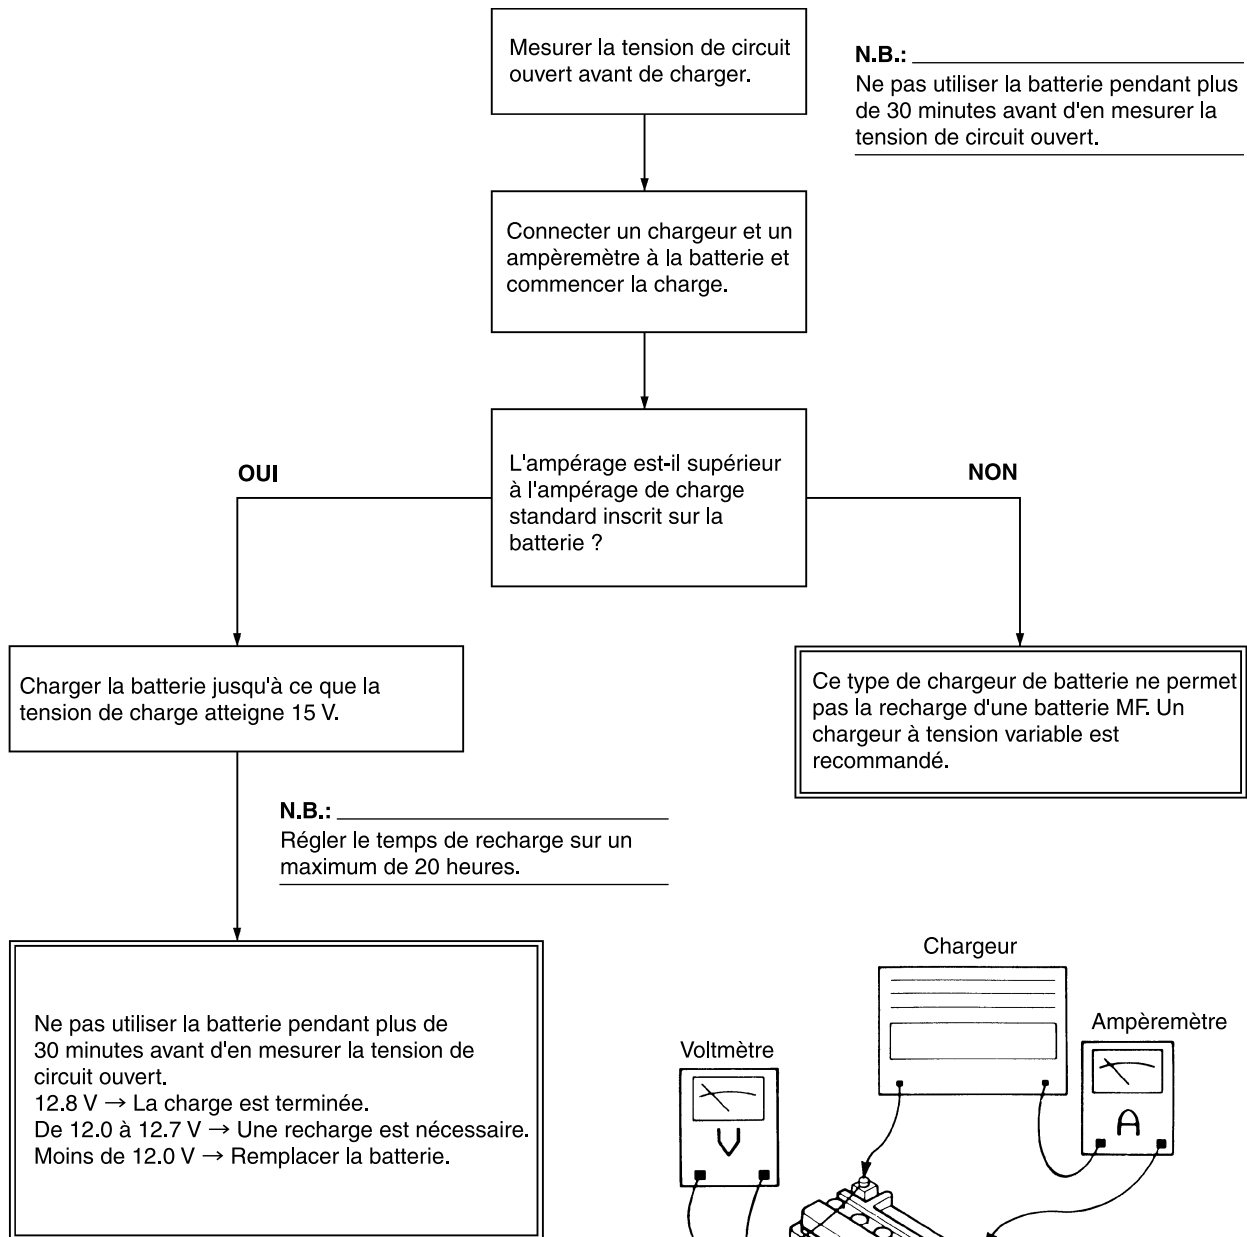 Mesurer la tension de circuit
ouvert avant de charger.
N.B.:
Ne pas utiliser la batterie pendant plus
de 30 minutes avant d'en mesurer la
tension de circuit ouvert.
Connecter un chargeur et un
ampèremètre à la batterie et
commencer la charge.
L'ampérage est-il supérieur
à l'ampérage de charge
standard inscrit sur la
batterie ?
OUI
NON
Charger la batterie jusqu'à ce que la
tension de charge atteigne 15 V.
Ce type de chargeur de batterie ne permet
pas la recharge d'une batterie MF. Un
chargeur à tension variable est
recommandé.
N.B.:
Régler le temps de recharge sur un
maximum de 20 heures.
Ne pas utiliser la batterie pendant plus de
30 minutes avant d'en mesurer la tension de
circuit ouvert.
12.8 V → La charge est terminée.
De 12.0 à 12.7 V → Une recharge est nécessaire.
Moins de 12.0 V → Remplacer la batterie.
Chargeur
Ampèremètre
Voltmètre
V
A